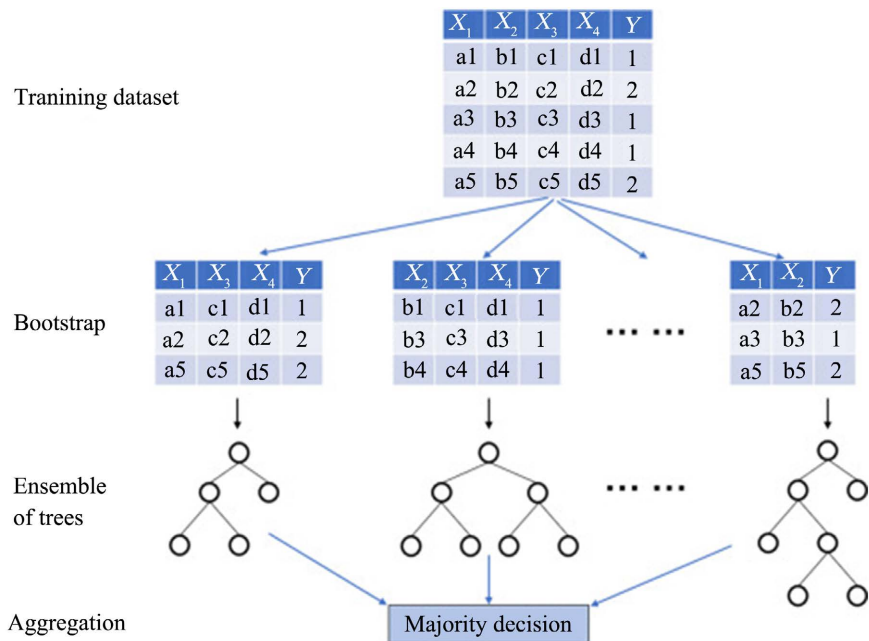 X1 X2 X3 X4 Y
a1 b1 c1 d1 1
Tranining dataset
a2 b2 c2 d2 2
a3 b3 c3 d3 1
a4 b4 c4 d4 1
a5 b5 c5 d5 2
X1 X3 X4 Y
a1 c1 d1 1
a2 c2 d2 2
a5 c5 d5 2
X2 X3 X4 Y
b1 c1 d1 1
b3 c3 d3 1
b4 c4 d4 1
X1 X2 Y
a2 b2 2
a3 b3 1
a5 b5 2
Bootstrap
... ...
Ensemble
of trees
... ...
Aggregation
Majority decision